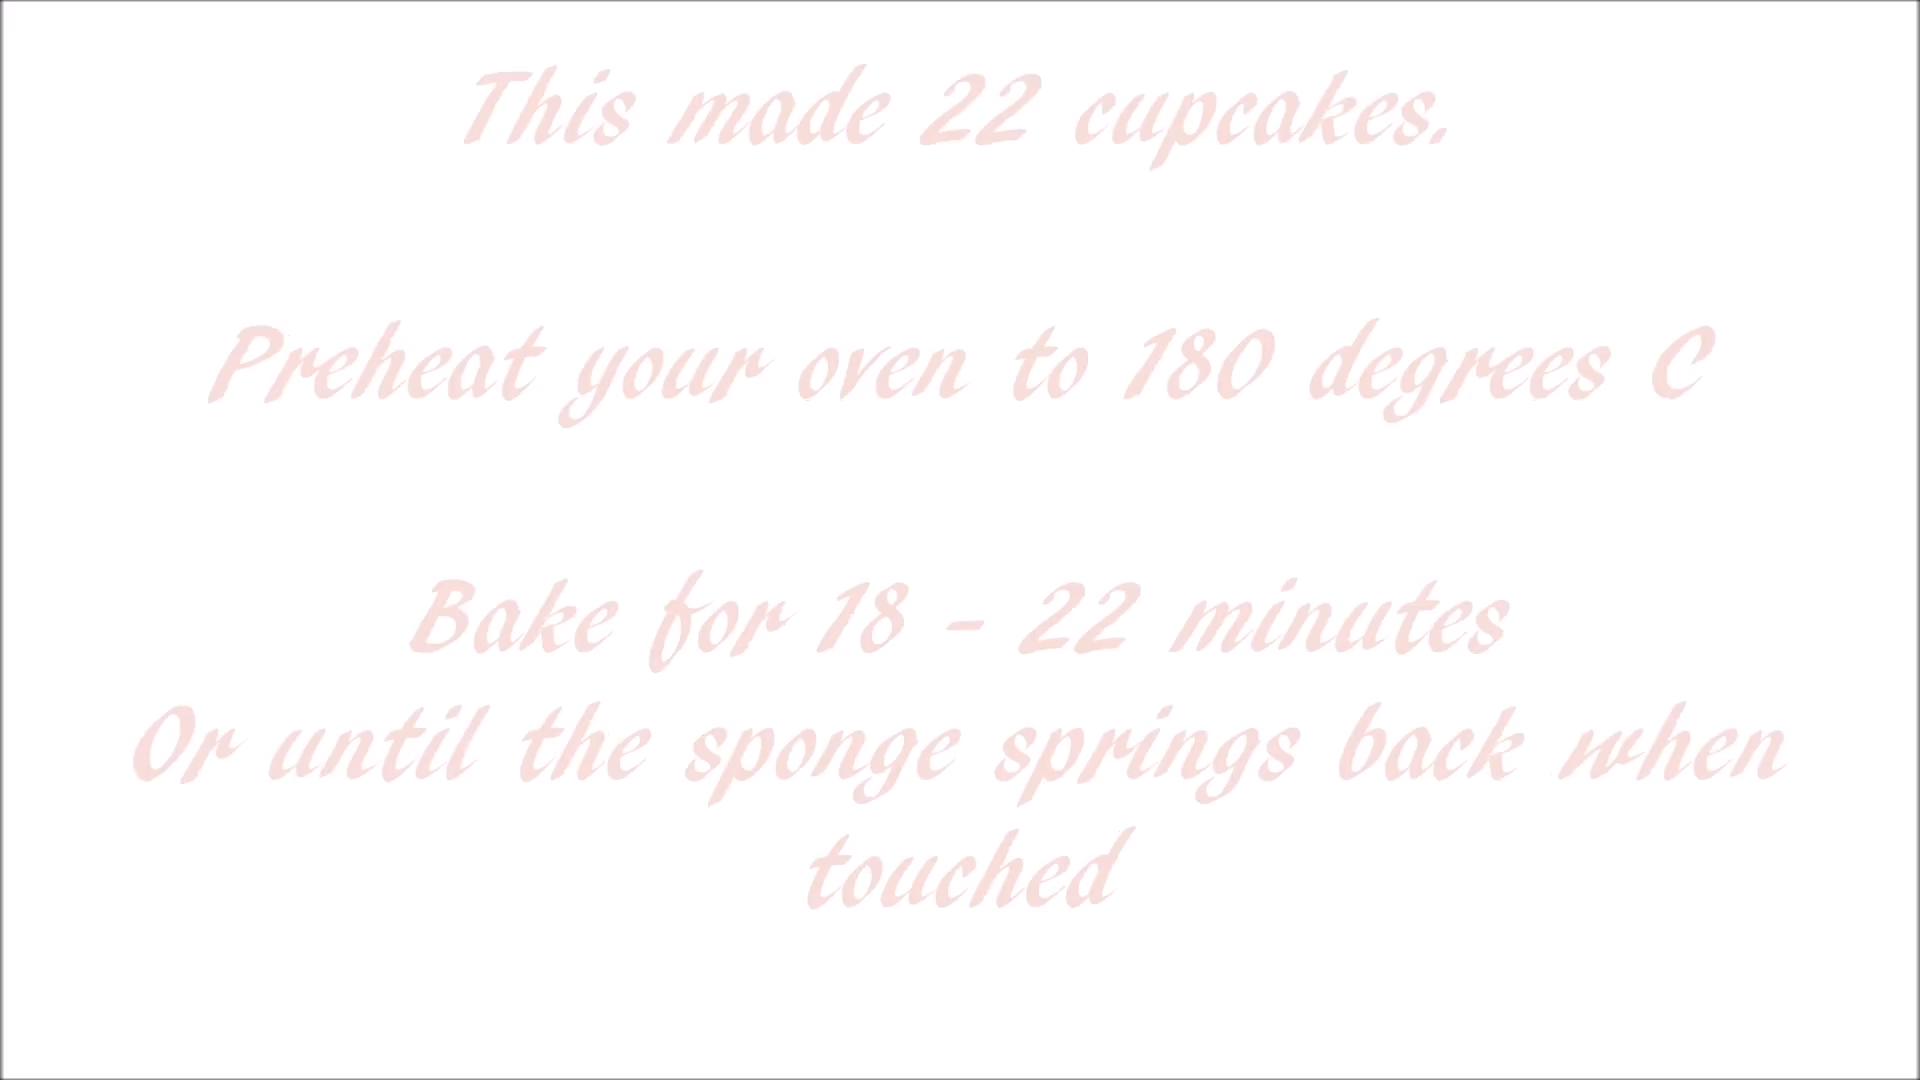 This made 22 cupcakes.
Preheat your oven to 180 degrees C
Bake for 18 - 22 minutes
Or until the sponge springs back when
touched